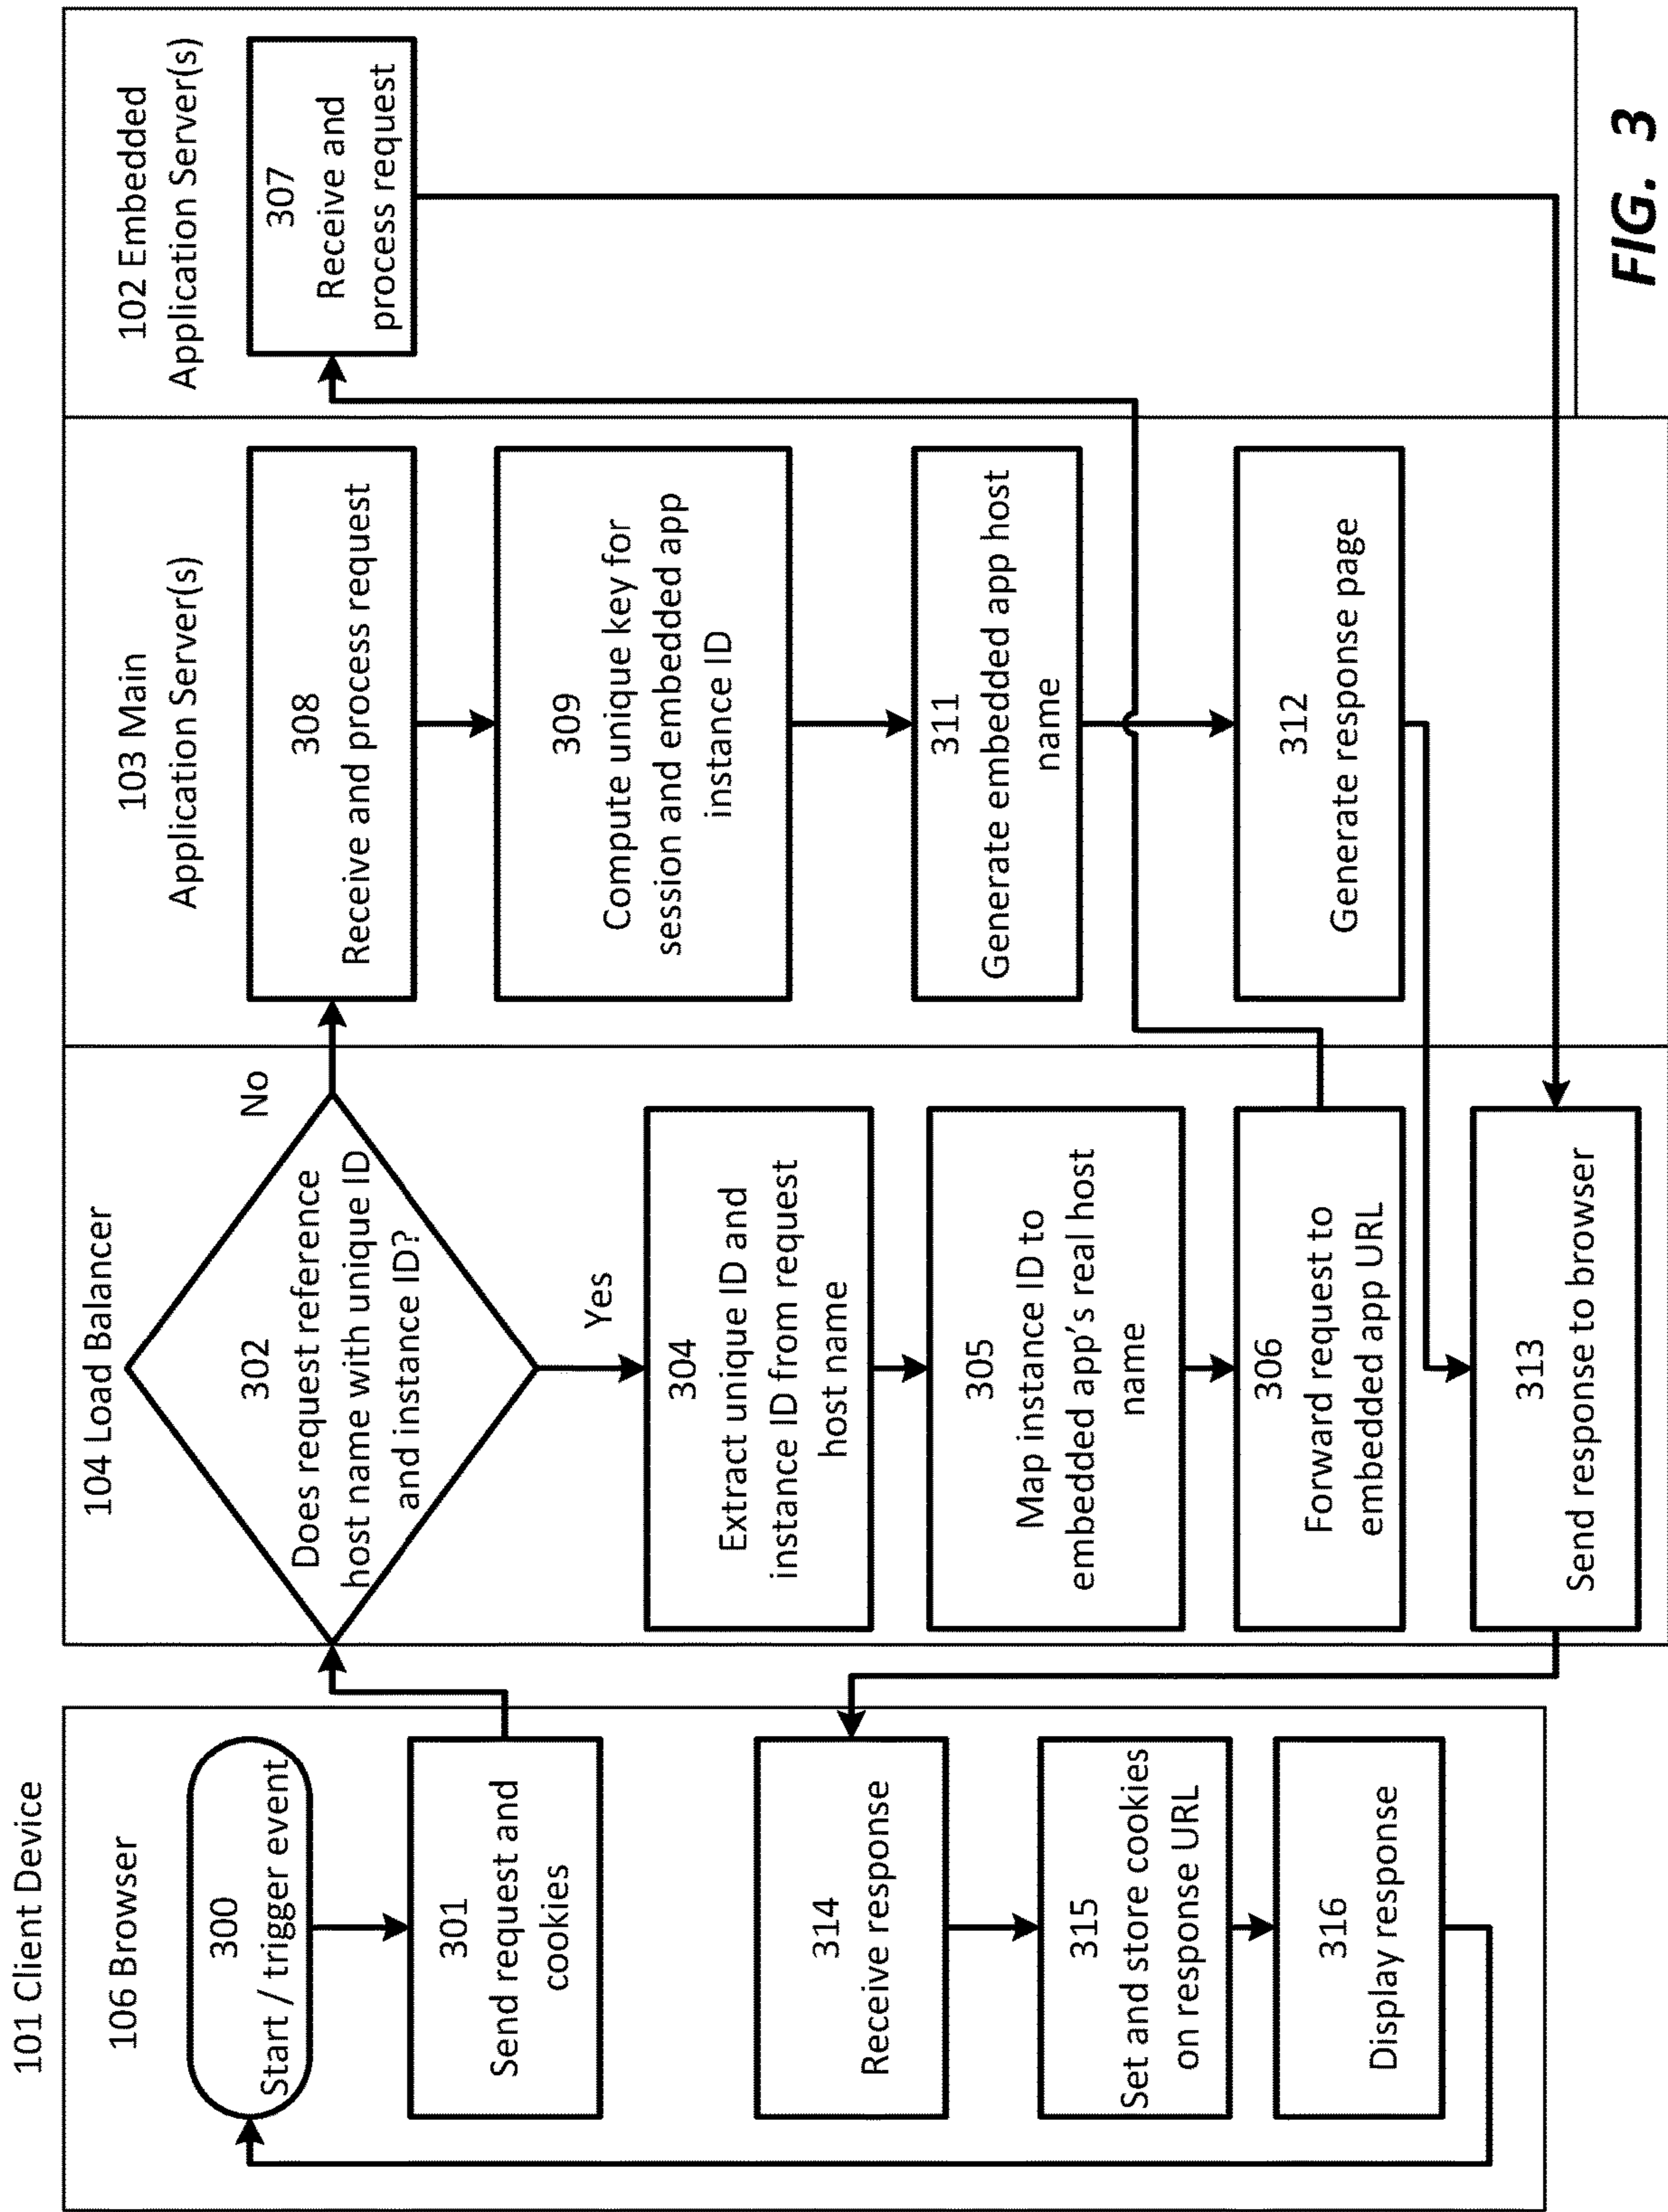 101 Client Device
106 Browser
300
Start / trigger event
301
Send request and
cookies
314
Receive response
315
Set and store cookies
on response URL
316
Display response
104 Load Balancer
302
Does request reference
host name with unique ID
and instance ID?
No
Yes
304
Extract unique ID and
instance ID from request
host name
305
Map instance ID to
embedded app's real host
name
306
Forward request to
embedded app URL
313
Send response to browser
103 Main
Application Server(s)
308
Receive and process request
309
Compute unique key for
session and embedded app
instance ID
311
Generate embedded app host
name
312
Generate response page
102 Embedded
Application Server(s)
307
Receive and
process request
FIG. 3